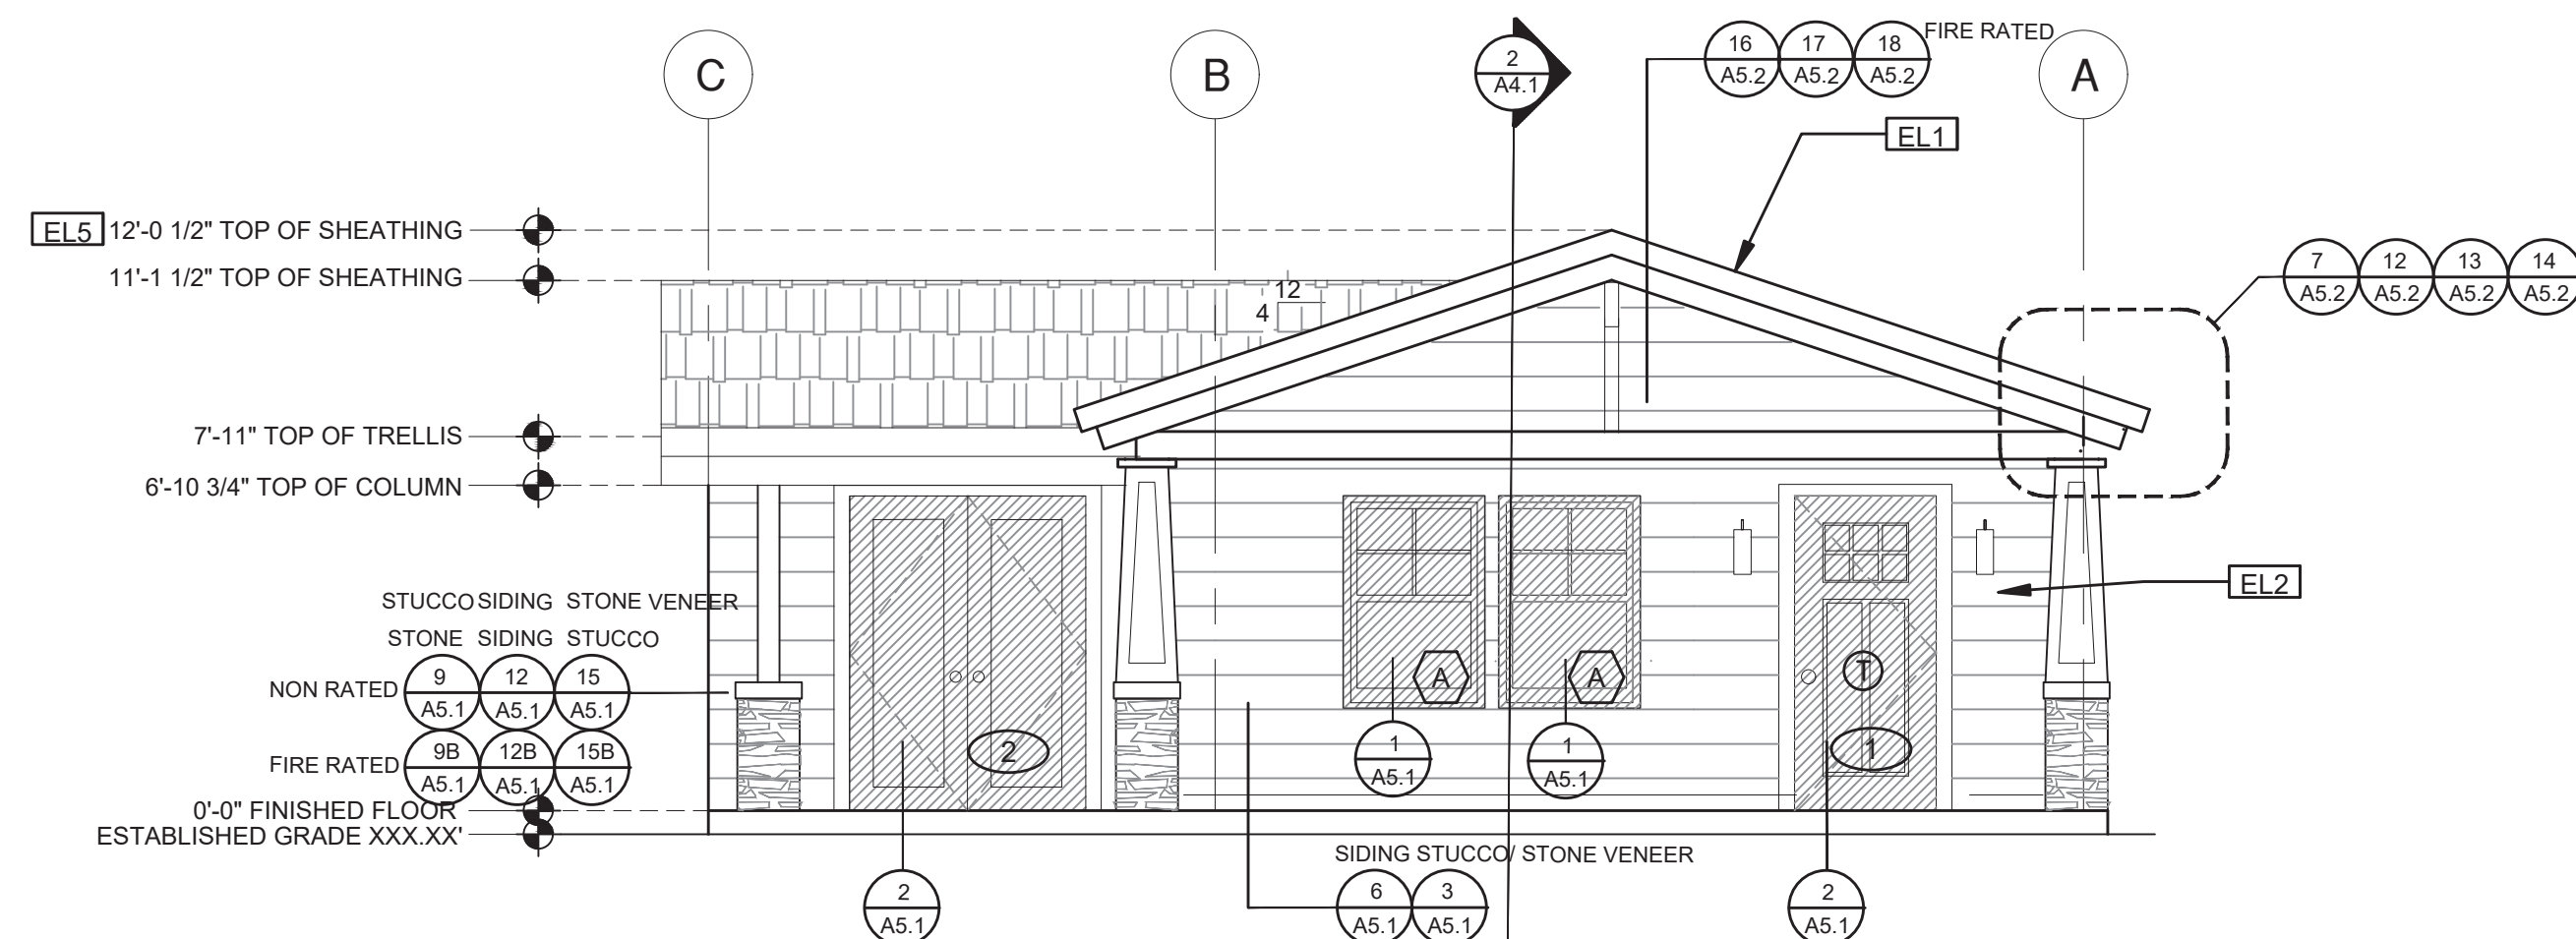 C
B
2
A4.1
16
A5.2
17
A5.2
18
A5.2
FIRE RATED
A
EL1
EL5
12'-0 1/2" TOP OF SHEATHING
11'-1 1/2" TOP OF SHEATHING
12
4
7
A5.2
12
A5.2
13
A5.2
14
A5.2
7'-11" TOP OF TRELLIS
6'-10 3/4" TOP OF COLUMN
STUCCO SIDING STONE VENEER
STONE SIDING STUCCO
NON RATED
9
A5.1
12
A5.1
15
A5.1
FIRE RATED
9B
A5.1
12B
A5.1
15B
A5.1
0'-0" FINISHED FLOOR
ESTABLISHED GRADE XXX.XX'
EL2
A
A
T
2
1
1
A5.1
1
A5.1
SIDING STUCCO/ STONE VENEER
2
A5.1
6
A5.1
3
A5.1
2
A5.1